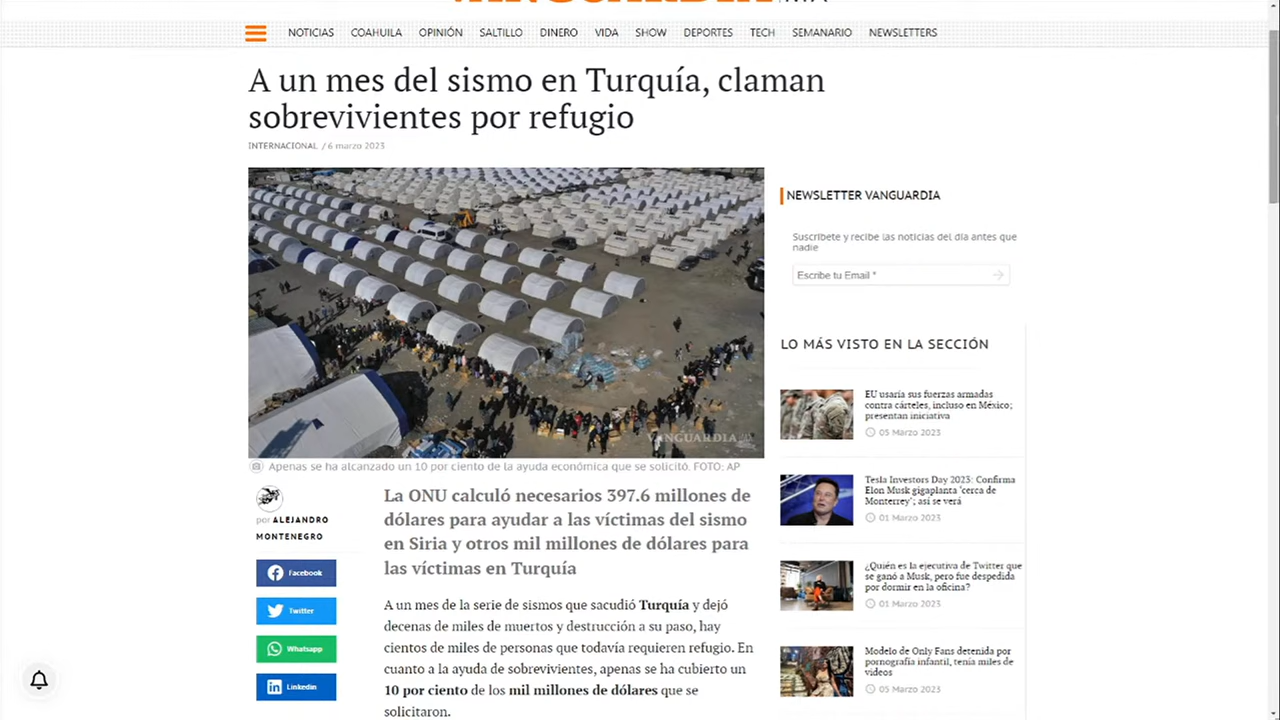 VANGUARDIA | MX
NOTICIAS COAHUILA OPINIÓN SALTILLO DINERO VIDA SHOW DEPORTES TECH SEMANARIO NEWSLETTERS
A un mes del sismo en Turquía, claman
sobrevivientes por refugio
INTERNACIONAL / 6 marzo 2023
VANGUARDIA
Apenas se ha alcanzado un 10 por ciento de la ayuda económica que se solicitó. FOTO: AP
por ALEJANDRO
MONTENEGRO
Facebook
Twitter
Whatsapp
Linkedin
La ONU calculó necesarios 397.6 millones de
dólares para ayudar a las víctimas del sismo
en Siria y otros mil millones de dólares para
las víctimas en Turquía
A un mes de la serie de sismos que sacudió Turquía y dejó
decenas de miles de muertos y destrucción a su paso, hay
cientos de miles de personas que todavía requieren refugio. En
cuanto a la ayuda de sobrevivientes, apenas se ha cubierto un
10 por ciento de los mil millones de dólares que se
solicitaron.
NEWSLETTER VANGUARDIA
Suscribete y recibe las noticias del día antes que
nadie
Escribe tu Email *
LO MÁS VISTO EN LA SECCIÓN
EU usaría sus fuerzas armadas
contra cárteles, incluso en México;
presentan iniciativa
05 Marzo 2023
Tesla Investors Day 2023: Confirma
Elon Musk gigaplanta 'cerca de
Monterrey'; así se verá
01 Marzo 2023
¿Quién es la ejecutiva de Twitter que
se ganó a Musk, pero fue despedida
por dormir en la oficina?
01 Marzo 2023
Modelo de Only Fans detenida por
pornografía infantil, tenía miles de
videos
05 Marzo 2023